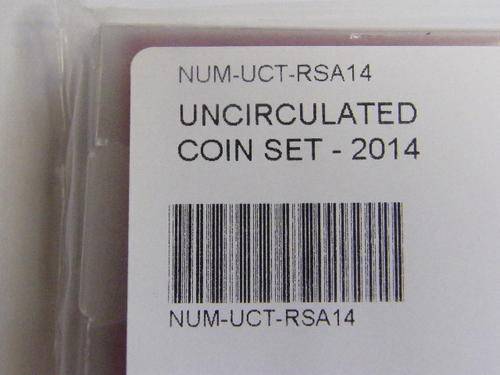 NUM-UCT-RSA14
UNCIRCULATED
COIN SET - 2014
NUM-UCT-RSA14